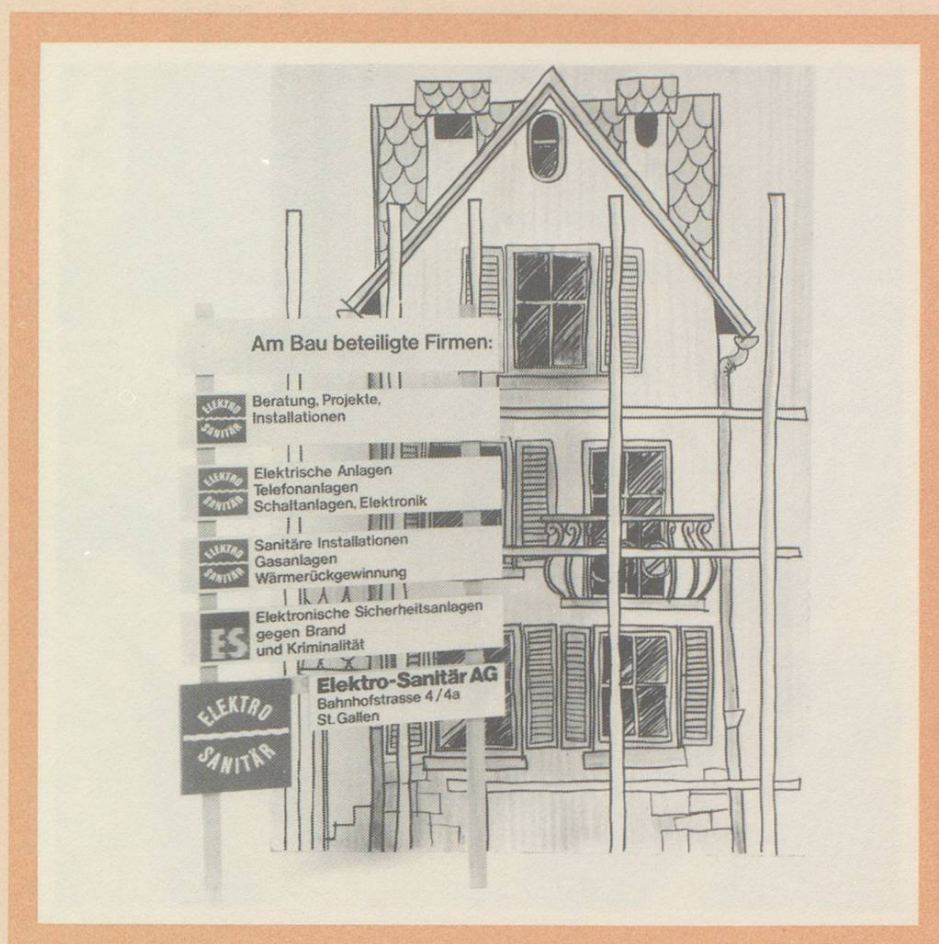 Am Bau beteiligte Firmen:
ELEKTRO
SANITÄR
Beratung, Projekte,
Installationen
ELEKTRO
SANITÄR
Elektrische Anlagen
Telefonanlagen
Schaltanlagen, Elektronik
ELEKTRO
SANITÄR
Sanitäre Installationen
Gasanlagen
Wärmerückgewinnung
ES
Elektronische Sicherheitsanlagen
gegen Brand
und Kriminalität
ELEKTRO
SANITÄR
Elektro-Sanitär AG
Bahnhofstrasse 4/4a
St. Gallen